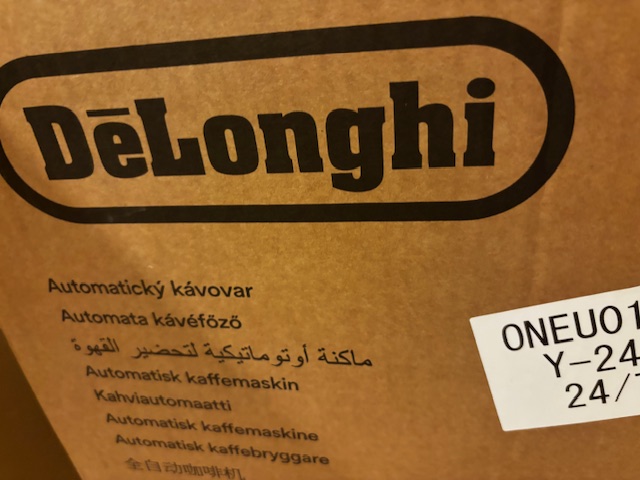 DēLonghi
Automatický kávovar
Automata kávéfőző
ماكنة أوتوماتيكية لتحضير القهوة
Automatisk kaffemaskin
Kahviautomaatti
Automatisk kaffemaskine
Automatisk kaffebryggare
全自动咖啡机
ONEU01
Y-24
24/